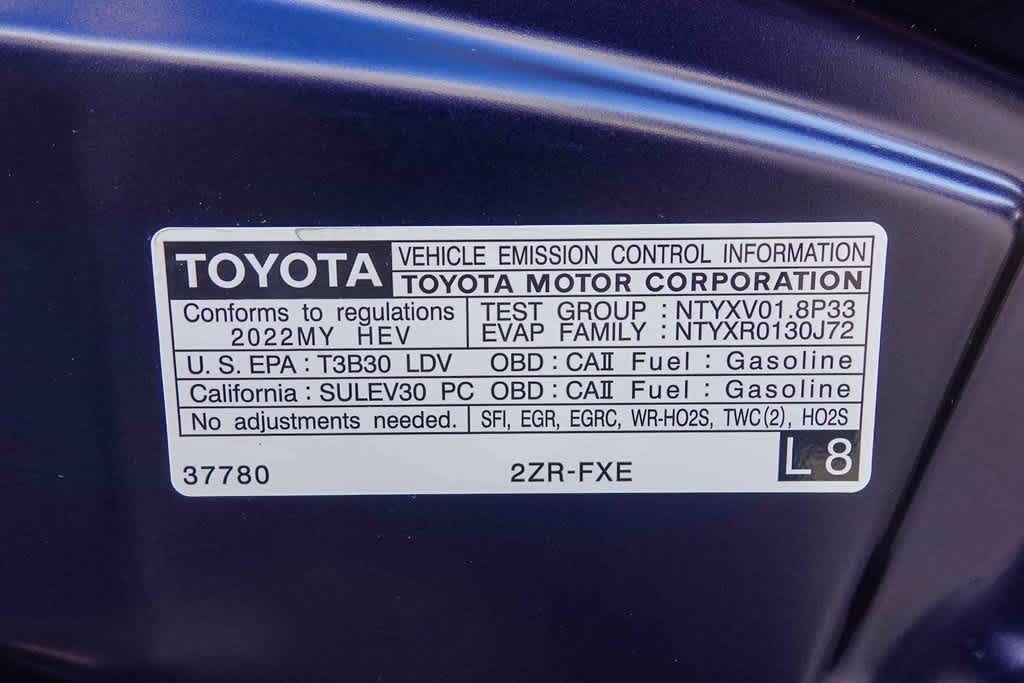 TOYOTA VEHICLE EMISSION CONTROL INFORMATION
TOYOTA MOTOR CORPORATION
Conforms to regulations TEST GROUP : NTYXV01.8P33
2022MY HEV EVAP FAMILY : NTYXR0130J72
U. S. EPA : T3B30 LDV OBD : CAII Fuel : Gasoline
California : SULEV30 PC OBD : CAII Fuel : Gasoline
No adjustments needed. SFI, EGR, EGRC, WR-HO2S, TWC(2), HO2S
37780 2ZR-FXE L 8